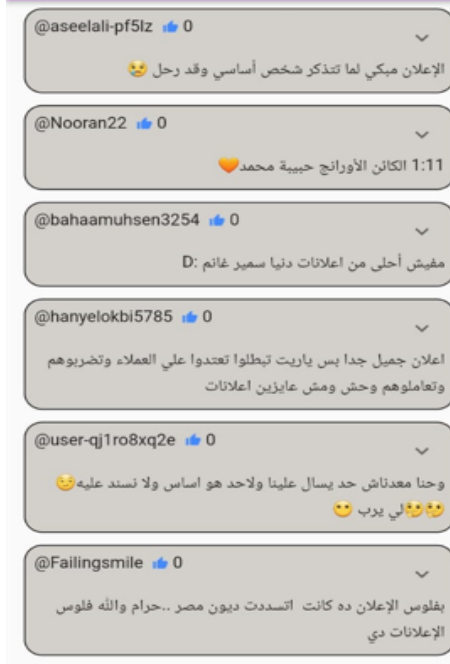 @aseelali-pf5lz 👍 0
الإعلان مبكي لما تتذكر شخص أساسي وقد رحل 😢
@Nooran22 👍 0
1:11 الكائن الأورانج حبيبة محمد🧡
@bahaamuhsen3254 👍 0
مفيش أحلى من اعلانات دنيا سمير غانم :D
@hanyelokbi5785 👍 0
اعلان جميل جدا بس ياريت تبطلوا تعتدوا علي العملاء وتضربوهم
وتعاملوهم وحش ومش عايزين اعلانات
@user-qj1ro8xq2e 👍 0
وحنا معدناش حد يسال علينا ولاحد هو اساس ولا نسند عليه😏
🥺🥺لي يرب 😶
@Failingsmile 👍 0
بفلوس الإعلان ده كانت اتسددت ديون مصر ..حرام والله فلوس
الإعلانات دي